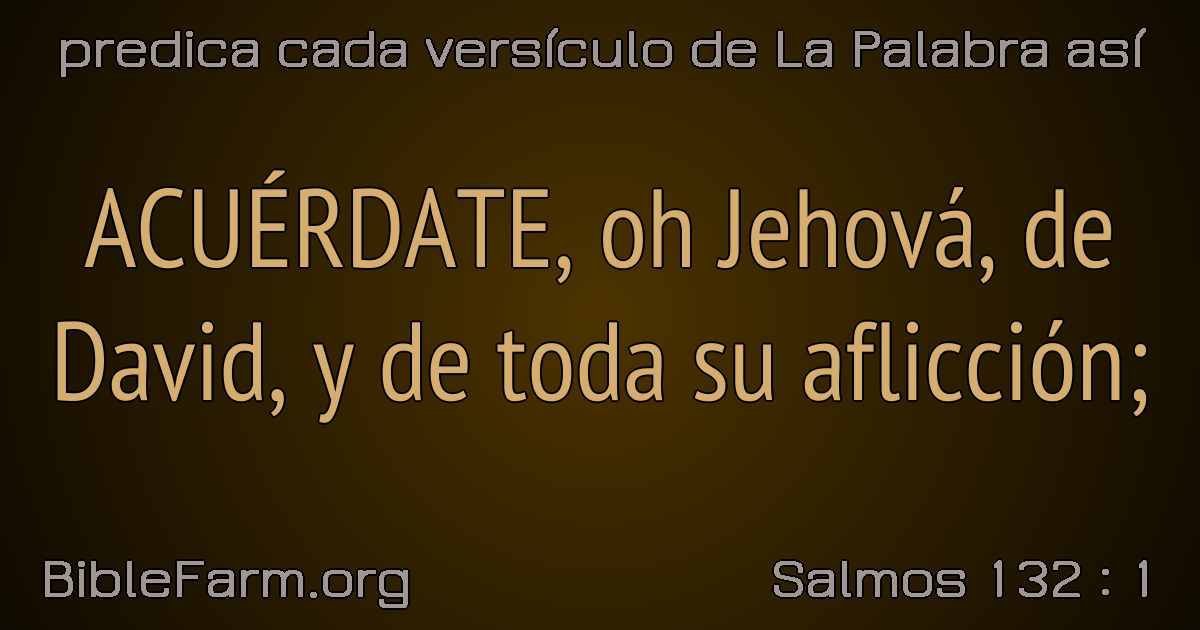 predica cada versículo de La Palabra así
ACUÉRDATE, oh Jehová, de
David, y de toda su aflicción;
BibleFarm.org
Salmos 132 : 1